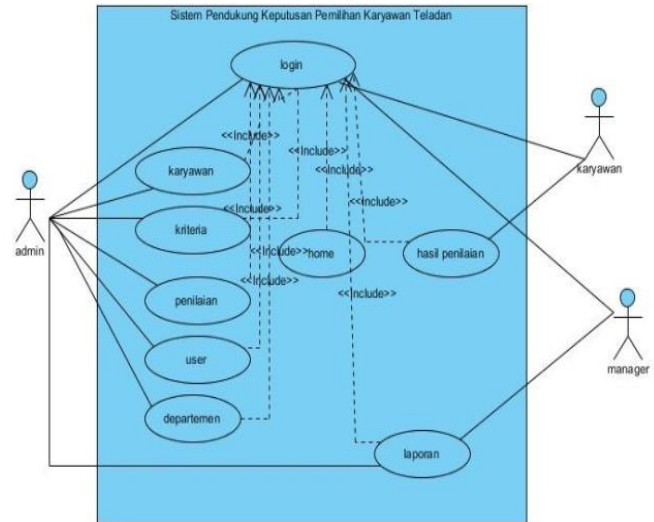 Sistem Pendukung Keputusan Pemilihan Karyawan Teladan
login
<<Include>>
karyawan
<<Include>>
<<Include>>
karyawan
<<Include>>
<<Include>>
kriteria
admin
<<Include>>
home
hasil penilaian
<<Include>>
<<Include>>
penilaian
user
manager
departemen
laporan